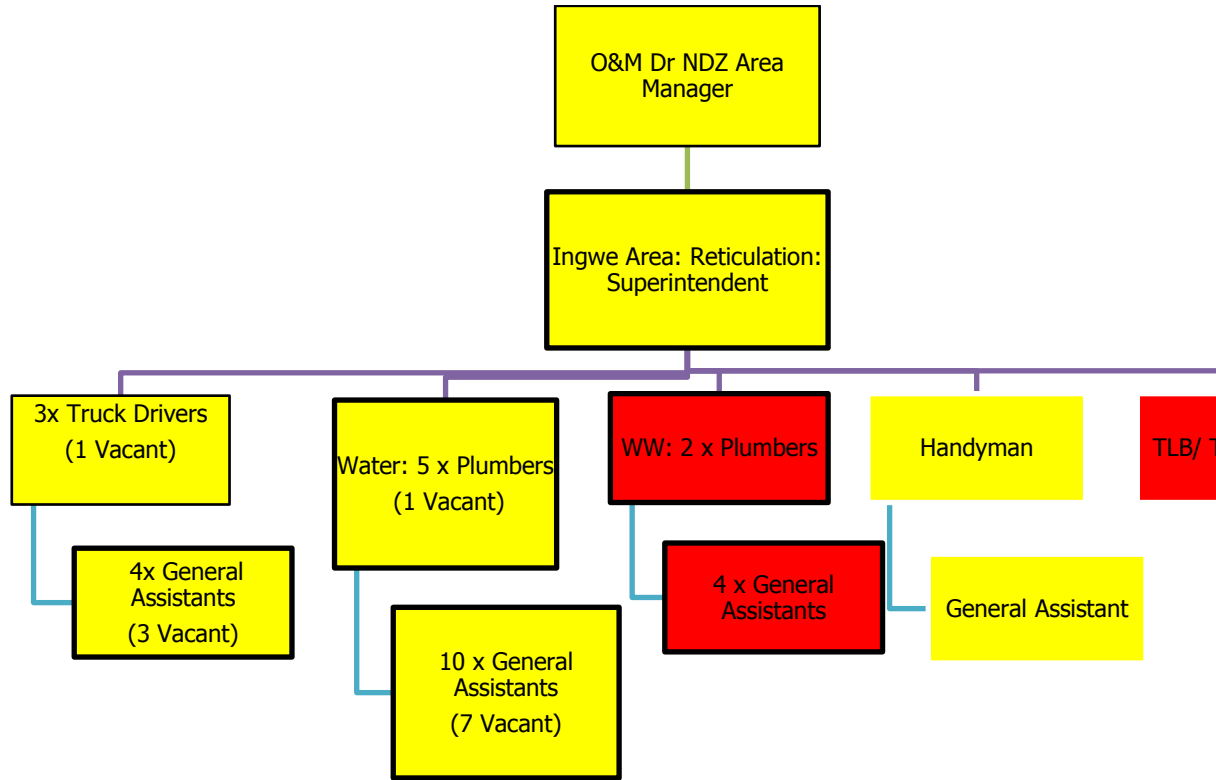 O&M Dr NDZ Area
Manager
Ingwe Area: Reticulation:
Superintendent
3x Truck Drivers
(1 Vacant)
Water: 5 x Plumbers
(1 Vacant)
WW: 2 x Plumbers
Handyman
TLB/
4x General
Assistants
(3 Vacant)
10 x General
Assistants
(7 Vacant)
4 x General
Assistants
General Assistant